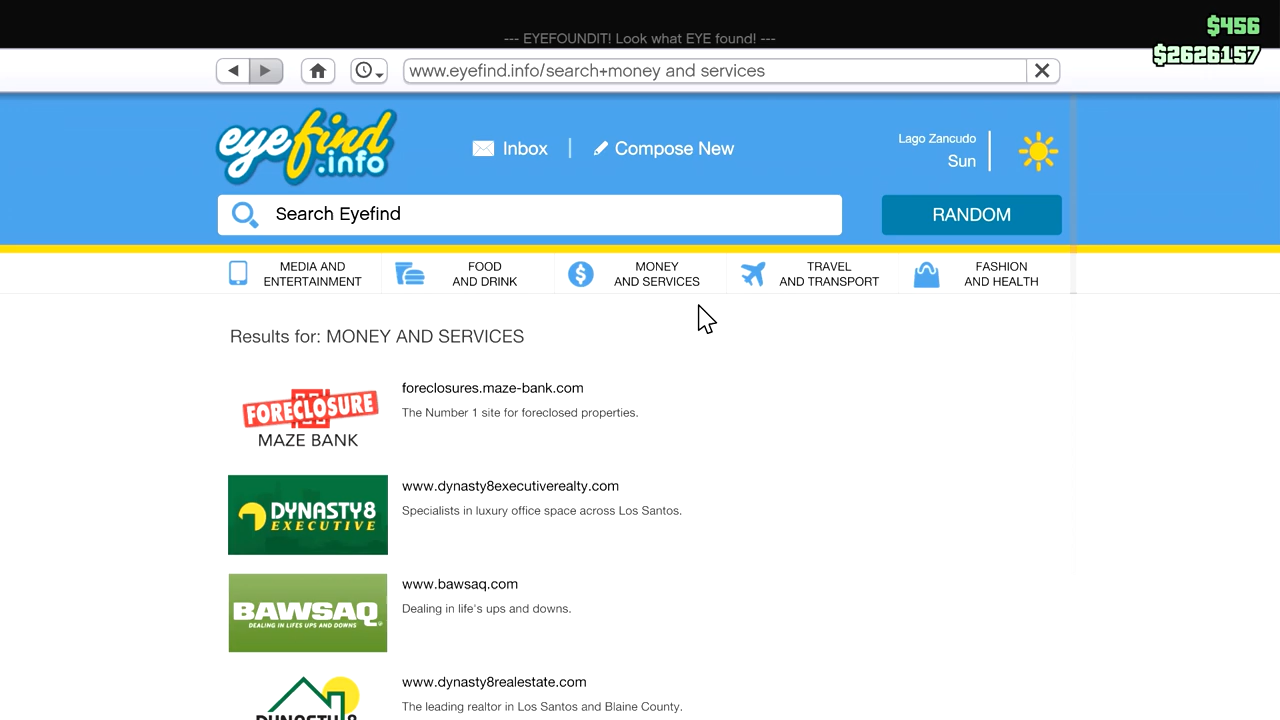 --- EYEFOUNDIT! Look what EYE found! ---
$456
$2626157
www.eyefind.info/search+money and services
eyefind
.info
Inbox
Compose New
Lago Zancudo
Sun
Search Eyefind
RANDOM
MEDIA AND
ENTERTAINMENT
FOOD
AND DRINK
MONEY
AND SERVICES
TRAVEL
AND TRANSPORT
FASHION
AND HEALTH
Results for: MONEY AND SERVICES
FORECLOSURE
MAZE BANK
foreclosures.maze-bank.com
The Number 1 site for foreclosed properties.
DYNASTY8
EXECUTIVE
www.dynasty8executiverealty.com
Specialists in luxury office space across Los Santos.
BAWSAQ
DEALING IN LIFE'S UPS AND DOWNS
www.bawsaq.com
Dealing in life's ups and downs.
DYNASTY 8
www.dynasty8realestate.com
The leading realtor in Los Santos and Blaine County.